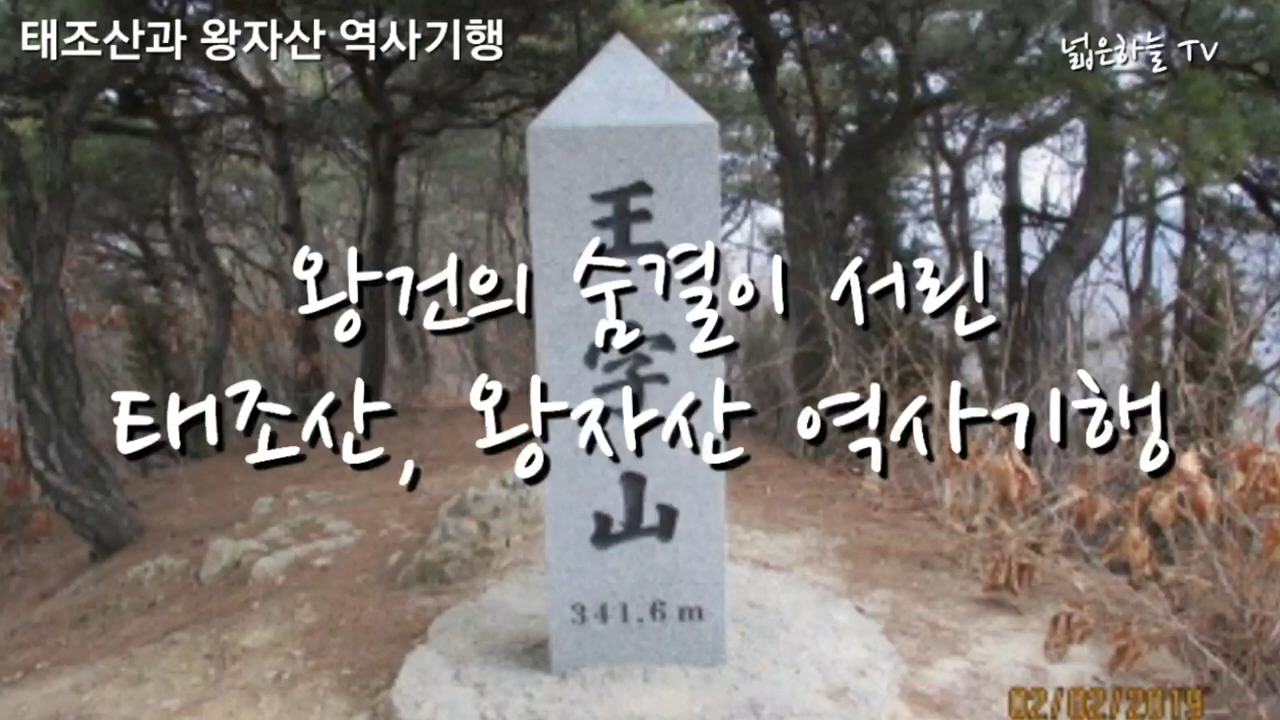 태조산과 왕자산 역사기행
넓은하늘 TV
왕건의 숨결이 서린
태조산, 왕자산 역사기행
王
字
山
341.6 m
02/02/2019